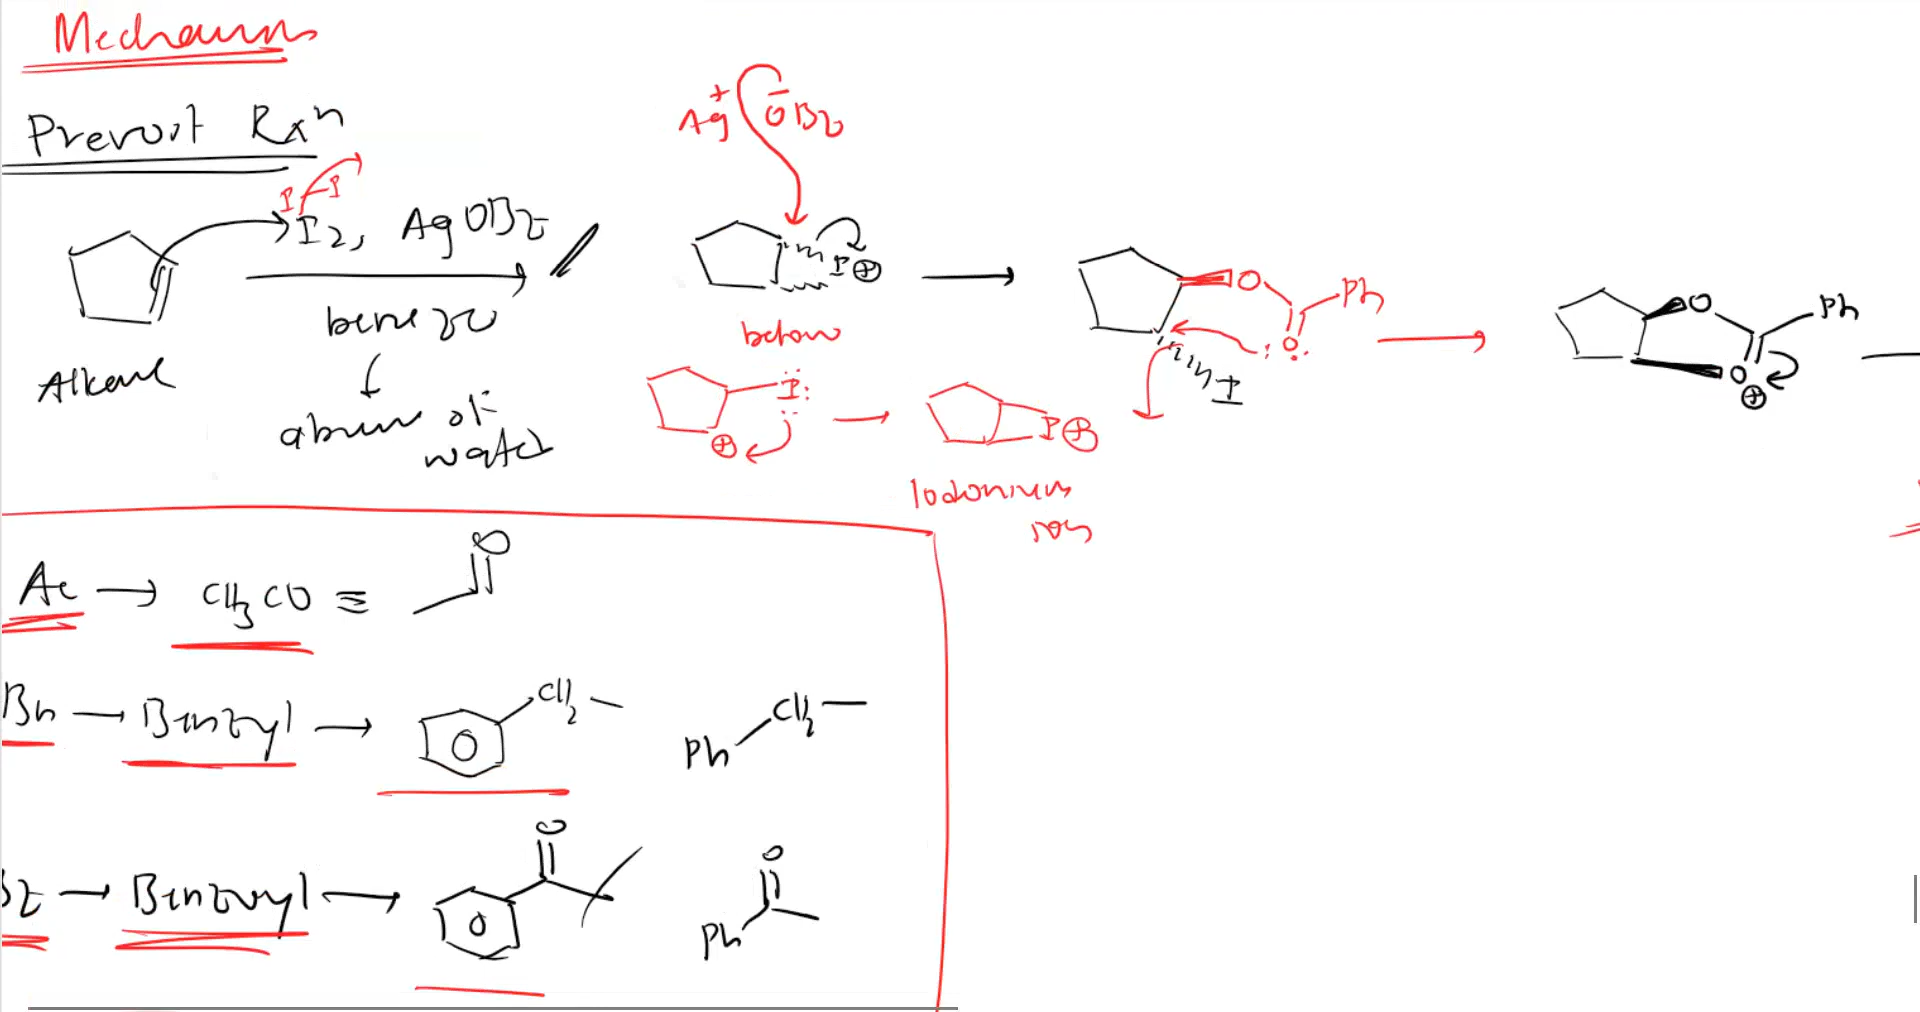 Mechanism
Prevost Rxn
I-I
I2, AgOBz
benzene
absence of
water
Alkene
Ag+ -OBz
I⊕
below
I:
⊕
I⊕
Iodonium
ion
O
Ph
:O:
I
O
Ph
O
⊕
Ac → CH3CO ≡
O
Bn → Benzyl → CH2 —
Ph CH2 —
Bz → Benzoyl →
O
Ph
O